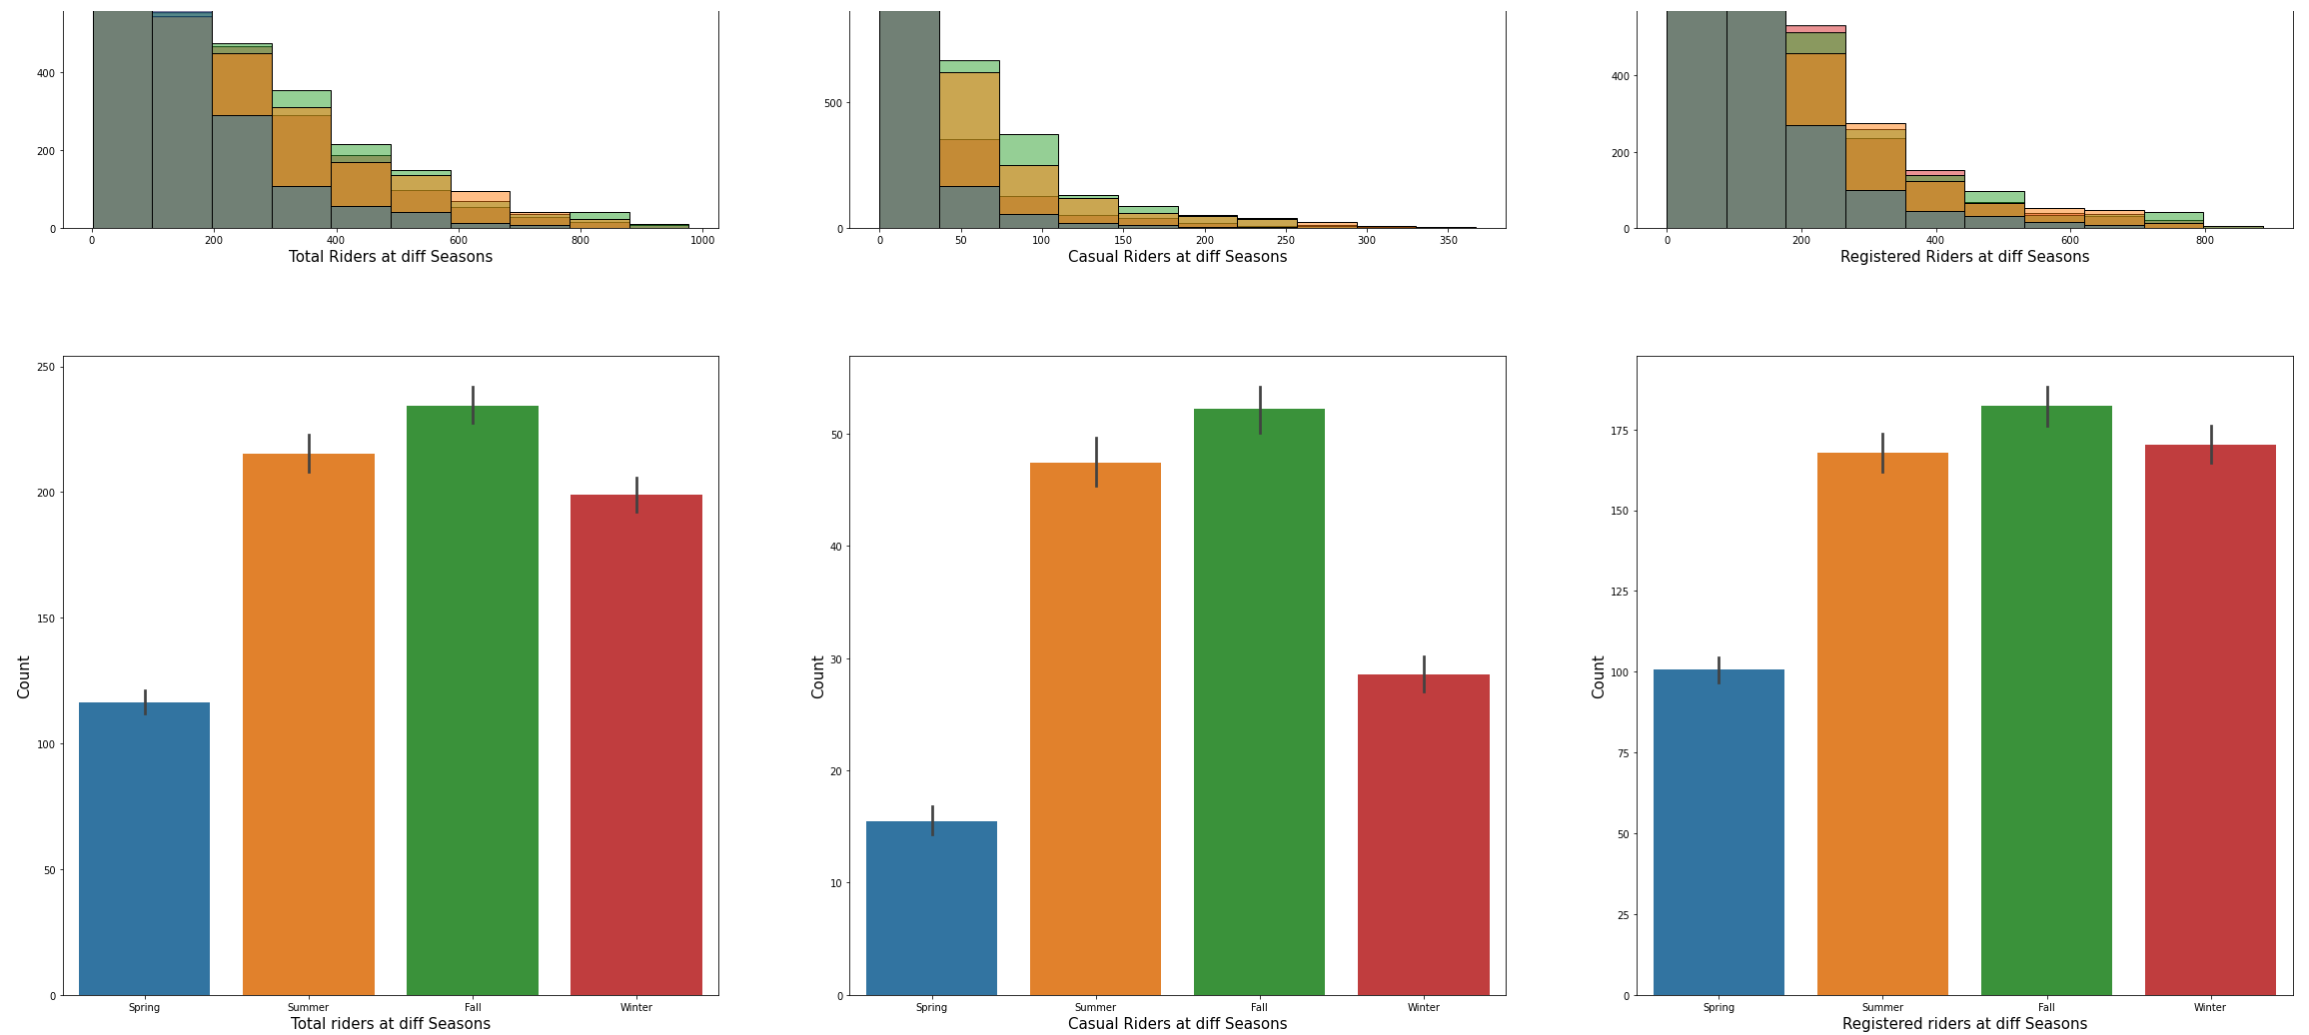 400
200
0
0 200 400 600 800 1000
Total Riders at diff Seasons
500
0
0 50 100 150 200 250 300 350
Casual Riders at diff Seasons
400
200
0
0 200 400 600 800
Registered Riders at diff Seasons
250
200
150
100
50
0
Count
Spring Summer Fall Winter
Total riders at diff Seasons
50
40
30
20
10
0
Count
Spring Summer Fall Winter
Casual Riders at diff Seasons
175
150
125
100
75
50
25
0
Count
Spring Summer Fall Winter
Registered riders at diff Seasons